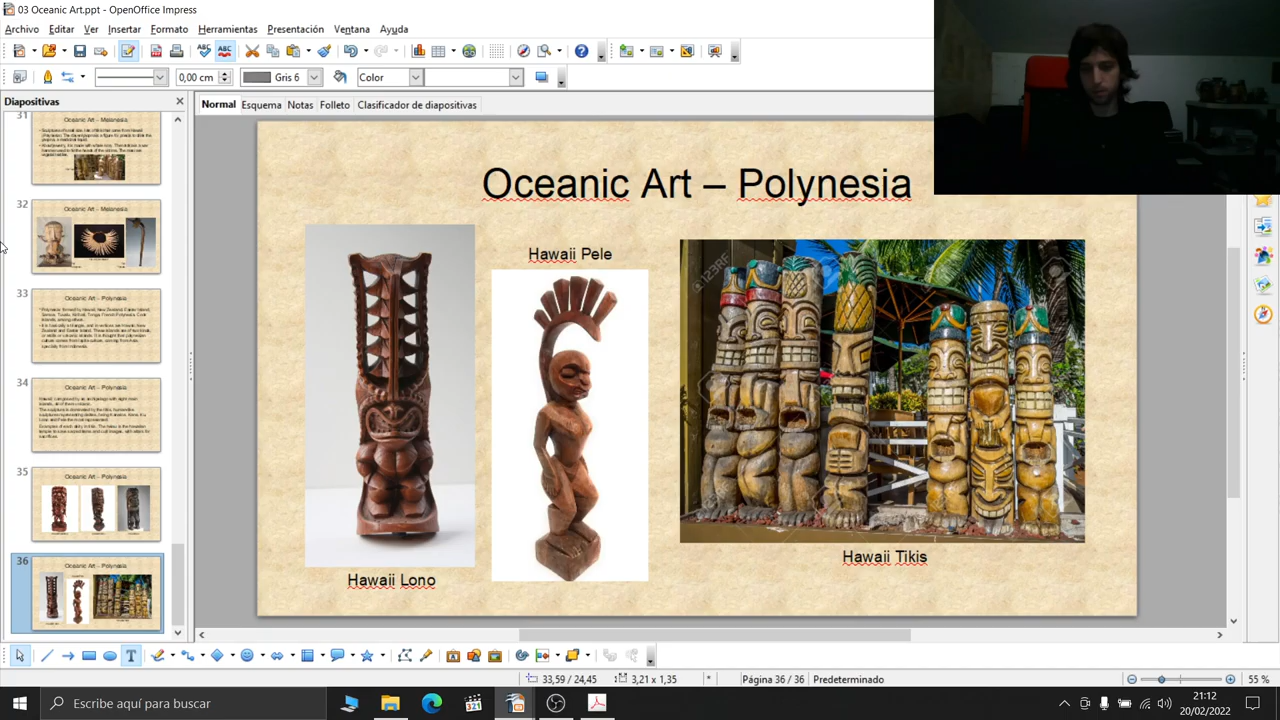 03 Oceanic Art.ppt - OpenOffice Impress
Archivo Editar Ver Insertar Formato Herramientas Presentación Ventana Ayuda
0,00 cm Gris 6 Color
Diapositivas
Normal Esquema Notas Folleto Clasificador de diapositivas
31
Oceanic Art – Melanesia
32
Oceanic Art – Melanesia
33
Oceanic Art – Polynesia
34
Oceanic Art – Polynesia
35
Oceanic Art – Polynesia
36
Oceanic Art – Polynesia
Oceanic Art – Polynesia
Hawaii Pele
123RF
Hawaii Tikis
Hawaii Lono
33,59 / 24,45 3,21 x 1,35 * Página 36 / 36 Predeterminado 55 %
Escribe aquí para buscar
21:12
20/02/2022